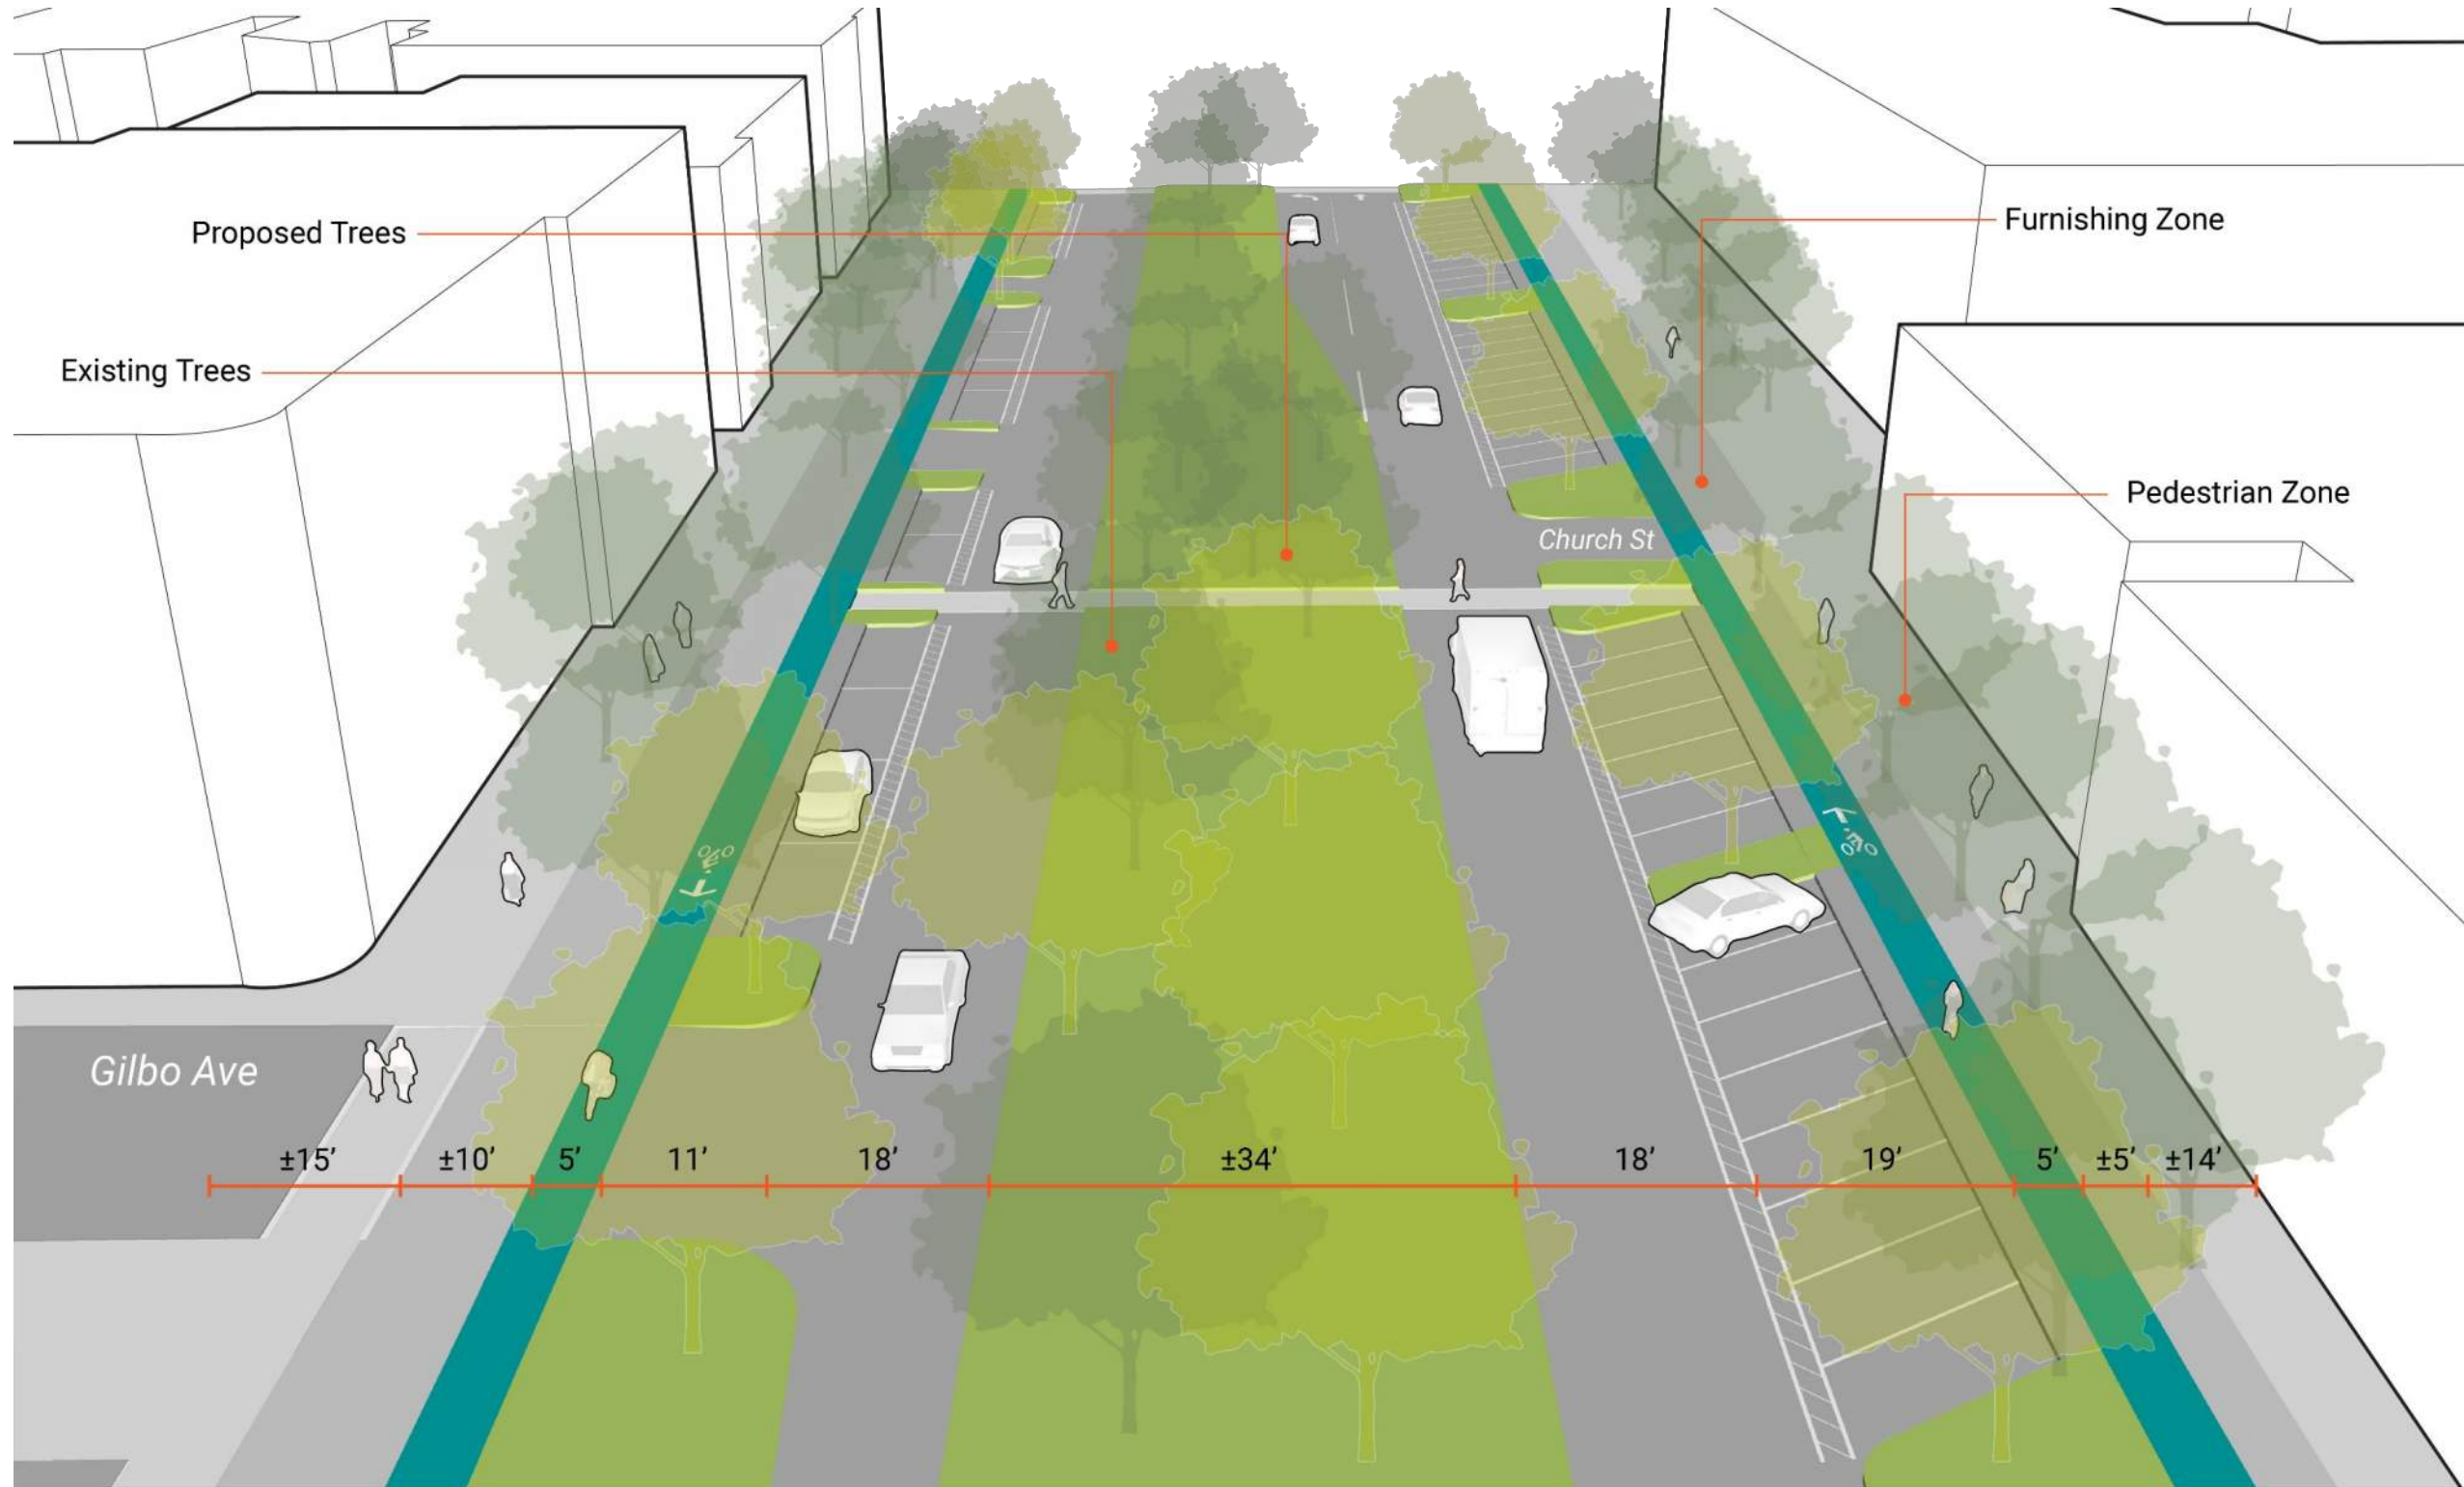 Proposed Trees
Furnishing Zone
Existing Trees
Pedestrian Zone
Church St
Gilbo Ave
±15’ ±10’ 5’ 11’ 18’ ±34’ 18’ 19’ 5’ ±5’ ±14’